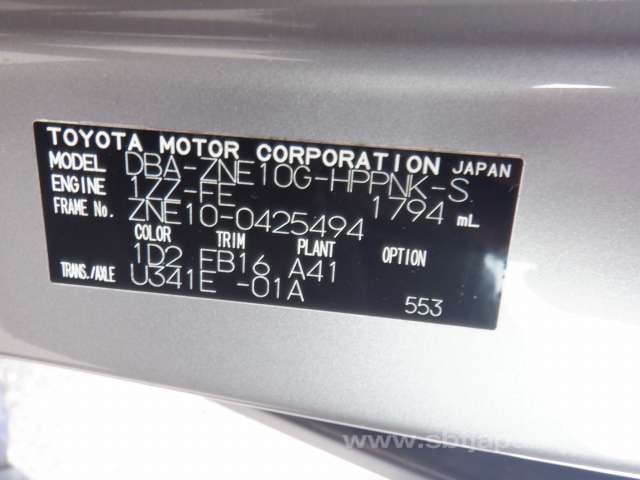 TOYOTA MOTOR CORPORATION JAPAN
MODEL DBA-ZNE10G-HPPNK-S
ENGINE 1ZZ-FE 1794 mL
FRAME No. ZNE10-0425494
COLOR TRIM PLANT OPTION
1D2 FB16 A41
TRANS./AXLE U341E -01A
553